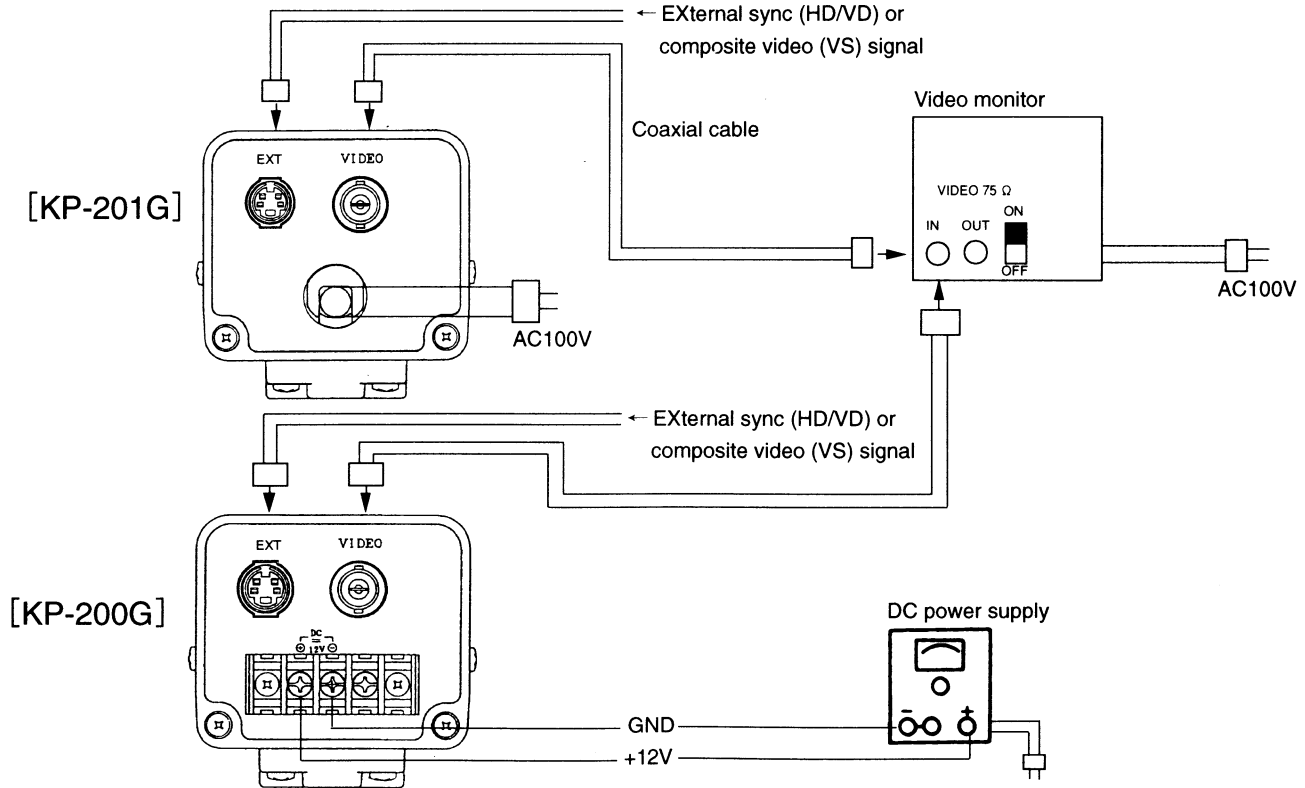 ← EXternal sync (HD/VD) or
composite video (VS) signal
Video monitor
Coaxial cable
EXT
VIDEO
[KP-201G]
VIDEO 75 Ω
ON
IN
OUT
OFF
AC100V
AC100V
← EXternal sync (HD/VD) or
composite video (VS) signal
EXT
VIDEO
[KP-200G]
DC power supply
DC
⊕ 12V ⊖
− +
GND
+12V